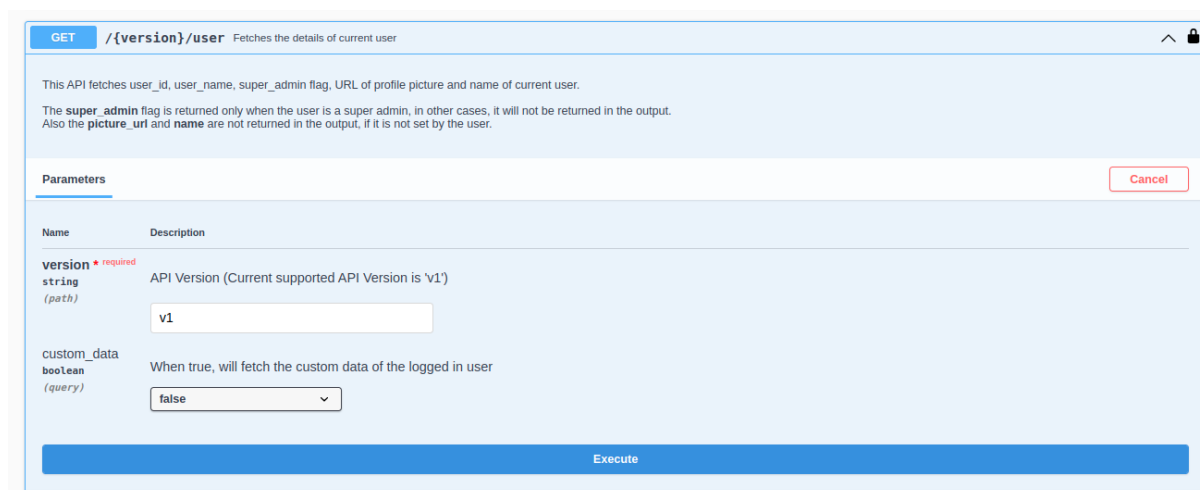 GET /{version}/user Fetches the details of current user
This API fetches user_id, user_name, super_admin flag, URL of profile picture and name of current user.
The super_admin flag is returned only when the user is a super admin, in other cases, it will not be returned in the output.
Also the picture_url and name are not returned in the output, if it is not set by the user.
Parameters Cancel
Name Description
version * required
string
(path)
API Version (Current supported API Version is 'v1')
v1
custom_data
boolean
(query)
When true, will fetch the custom data of the logged in user
false
Execute